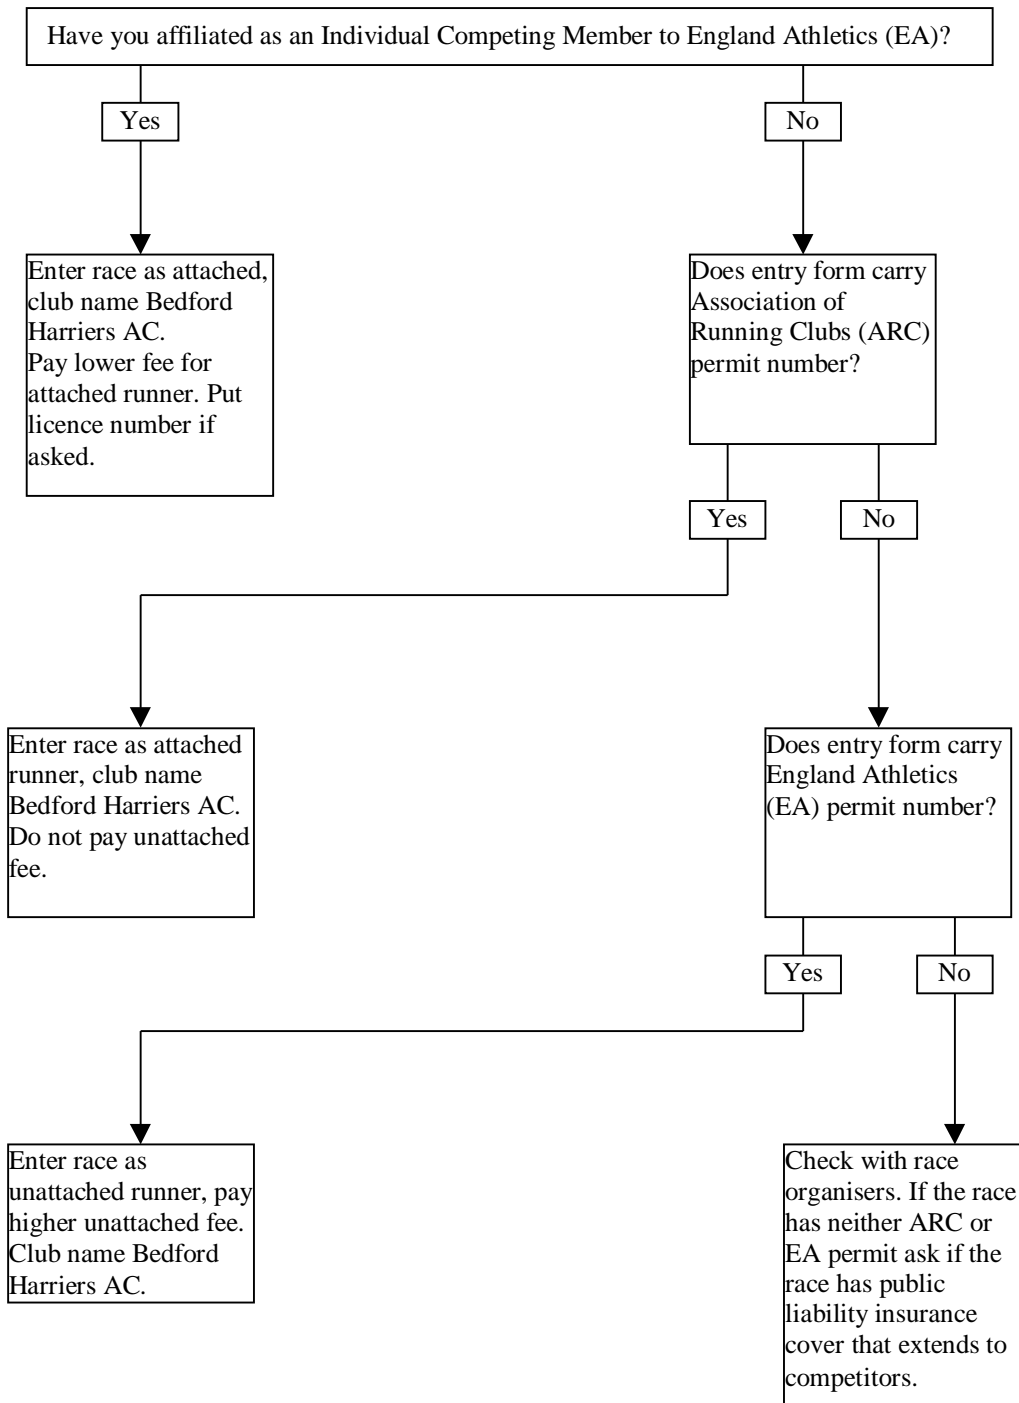 Have you affiliated as an Individual Competing Member to England Athletics (EA)?
Yes
No
Enter race as attached,
club name Bedford
Harriers AC.
Pay lower fee for
attached runner. Put
licence number if
asked.
Does entry form carry
Association of
Running Clubs (ARC)
permit number?
Yes
No
Enter race as attached
runner, club name
Bedford Harriers AC.
Do not pay unattached
fee.
Does entry form carry
England Athletics
(EA) permit number?
Yes
No
Enter race as
unattached runner, pay
higher unattached fee.
Club name Bedford
Harriers AC.
Check with race
organisers. If the race
has neither ARC or
EA permit ask if the
race has public
liability insurance
cover that extends to
competitors.